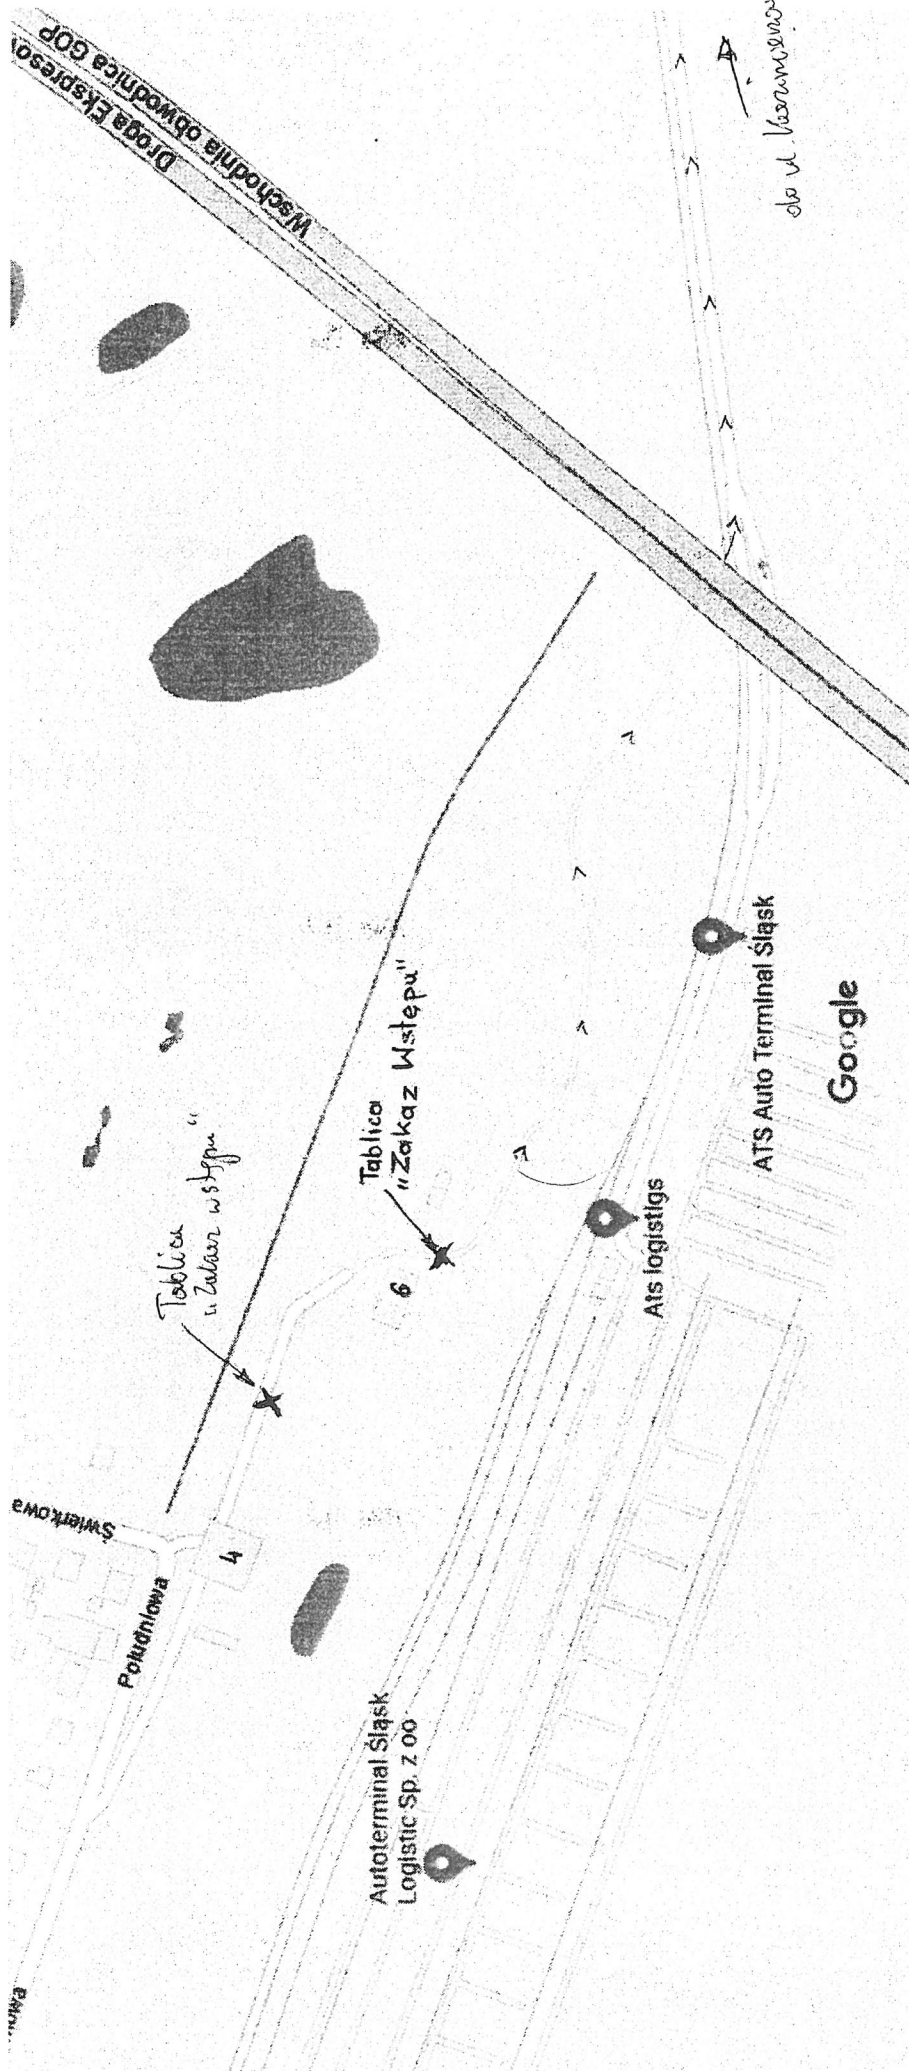 Droga Ekspresow
Wschodnia obwodnica GOP
do ul.
Tablica
„Zakaz wstępu“
Tablica
„Zakaz Wstępu”
6
Świerkowa
4
Południowa
Autoterminal Śląsk
Logistic Sp. z oo
Ats logistigs
ATS Auto Terminal Śląsk
Google